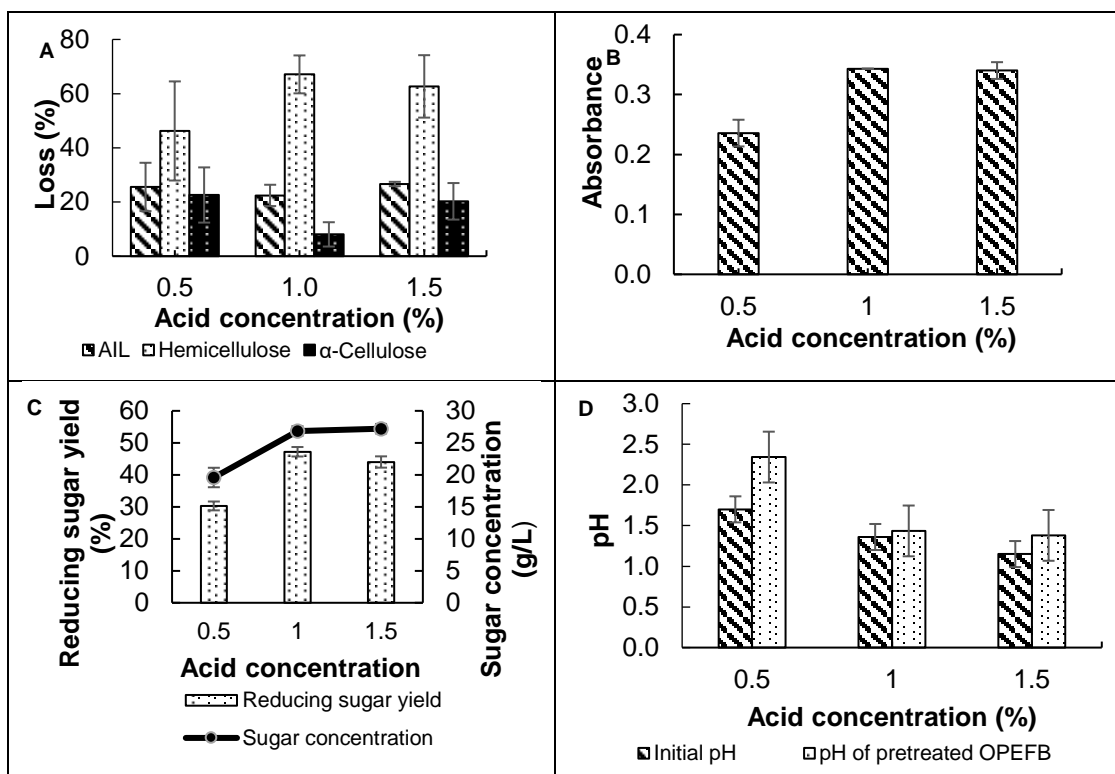 A
80
60
40
20
0
Loss (%)
0.5 1.0 1.5
Acid concentration (%)
AIL Hemicellulose α-Cellulose
B
0.4
0.3
0.2
0.1
0.0
Absorbance
0.5 1 1.5
Acid concentration (%)
C
60
50
40
30
20
10
0
Reducing sugar yield
(%)
30
25
20
15
10
5
0
Sugar concentration
(g/L)
0.5 1 1.5
Acid concentration
Reducing sugar yield
Sugar concentration
D
3.0
2.5
2.0
1.5
1.0
0.5
0.0
pH
0.5 1 1.5
Acid concentration (%)
Initial pH pH of pretreated OPEFB